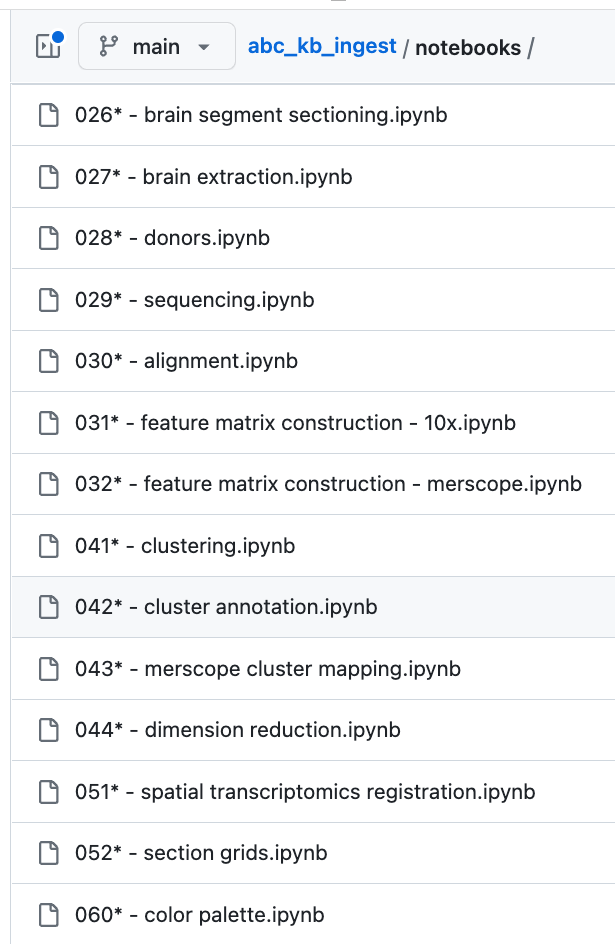 main abc_kb_ingest / notebooks /
026* - brain segment sectioning.ipynb
027* - brain extraction.ipynb
028* - donors.ipynb
029* - sequencing.ipynb
030* - alignment.ipynb
031* - feature matrix construction - 10x.ipynb
032* - feature matrix construction - merscope.ipynb
041* - clustering.ipynb
042* - cluster annotation.ipynb
043* - merscope cluster mapping.ipynb
044* - dimension reduction.ipynb
051* - spatial transcriptomics registration.ipynb
052* - section grids.ipynb
060* - color palette.ipynb